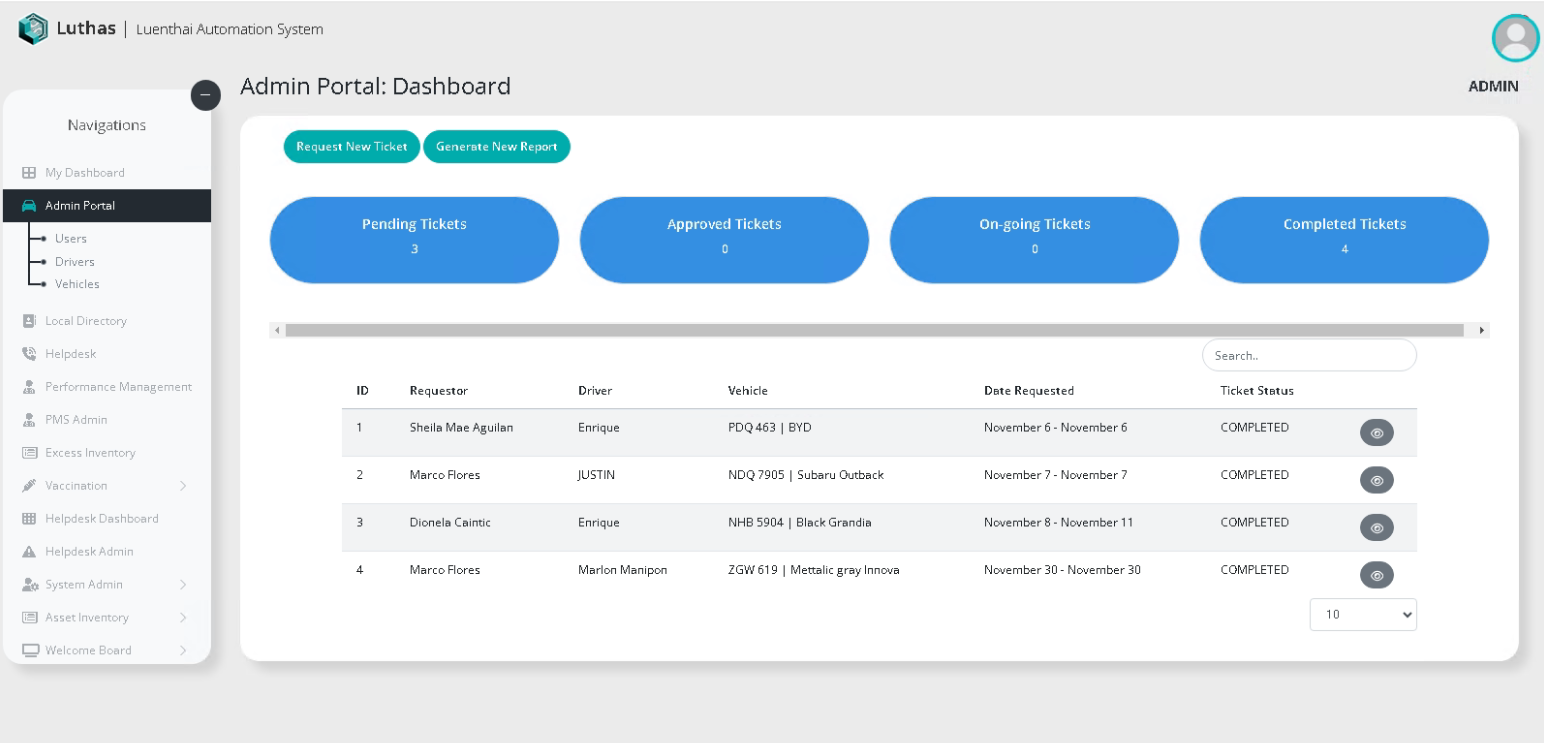 Luthas | Luenthai Automation System
Admin Portal: Dashboard
ADMIN
Navigations
My Dashboard
Admin Portal
Users
Drivers
Vehicles
Local Directory
Helpdesk
Performance Management
PMS Admin
Excess Inventory
Vaccination
Helpdesk Dashboard
Helpdesk Admin
System Admin
Asset Inventory
Welcome Board
Request New Ticket Generate New Report
Pending Tickets Approved Tickets On-going Tickets Completed Tickets
3 0 0 4
Search..
ID Requestor Driver Vehicle Date Requested Ticket Status
1 Sheila Mae Aguilan Enrique PDQ 463 | BYD November 6 - November 6 COMPLETED
2 Marco Flores JUSTIN NDQ 7905 | Subaru Outback November 7 - November 7 COMPLETED
3 Dionela Caintic Enrique NHB 5904 | Black Grandia November 8 - November 11 COMPLETED
4 Marco Flores Marlon Manipon ZGW 619 | Mettalic gray Innova November 30 - November 30 COMPLETED
10